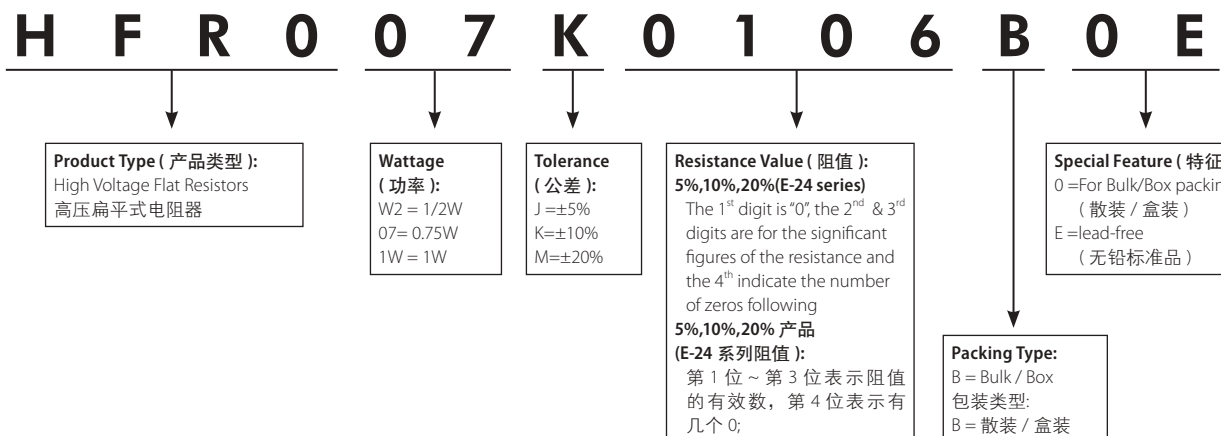 H F R 0 0 7 K 0 1 0 6 B 0 E
Product Type ( 产品类型 ):
High Voltage Flat Resistors
高压扁平式电阻器
Wattage
( 功率 ):
W2 = 1/2W
07= 0.75W
1W = 1W
Tolerance
( 公差 ):
J =±5%
K=±10%
M=±20%
Resistance Value ( 阻值 ):
5%,10%,20%(E-24 series)
The 1st digit is "0", the 2nd & 3rd
digits are for the significant
figures of the resistance and
the 4th indicate the number
of zeros following
5%,10%,20% 产品
(E-24 系列阻值 ):
第 1 位 ~ 第 3 位表示阻值
的有效数，第 4 位表示有
几个 0;
Packing Type:
B = Bulk / Box
包装类型:
B = 散装 / 盒装
Special Feature ( 特征
0 =For Bulk/Box packin
( 散装 / 盒装 )
E =lead-free
( 无铅标准品 )